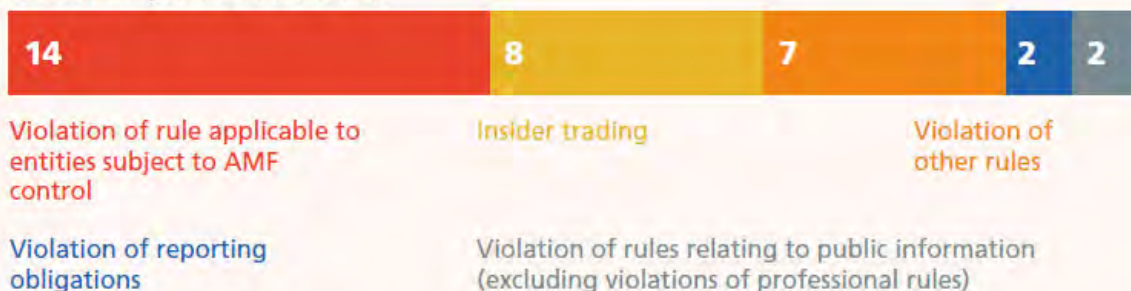 14 8 7 2 2
Violation of rule applicable to
entities subject to AMF
control
Insider trading
Violation of
other rules
Violation of reporting
obligations
Violation of rules relating to public information
(excluding violations of professional rules)